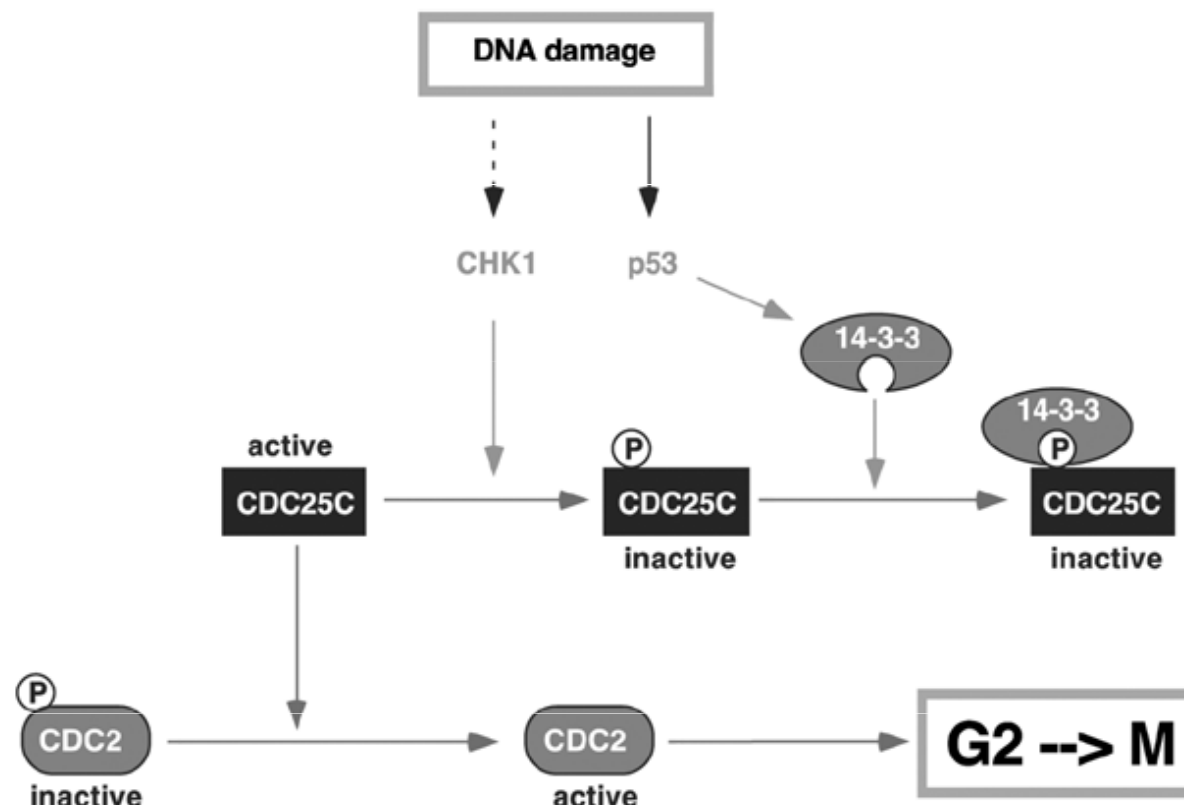 DNA damage
CHK1
p53
14-3-3
14-3-3
active
P
P
CDC25C
CDC25C
CDC25C
inactive
inactive
P
CDC2
CDC2
G2 --> M
inactive
active